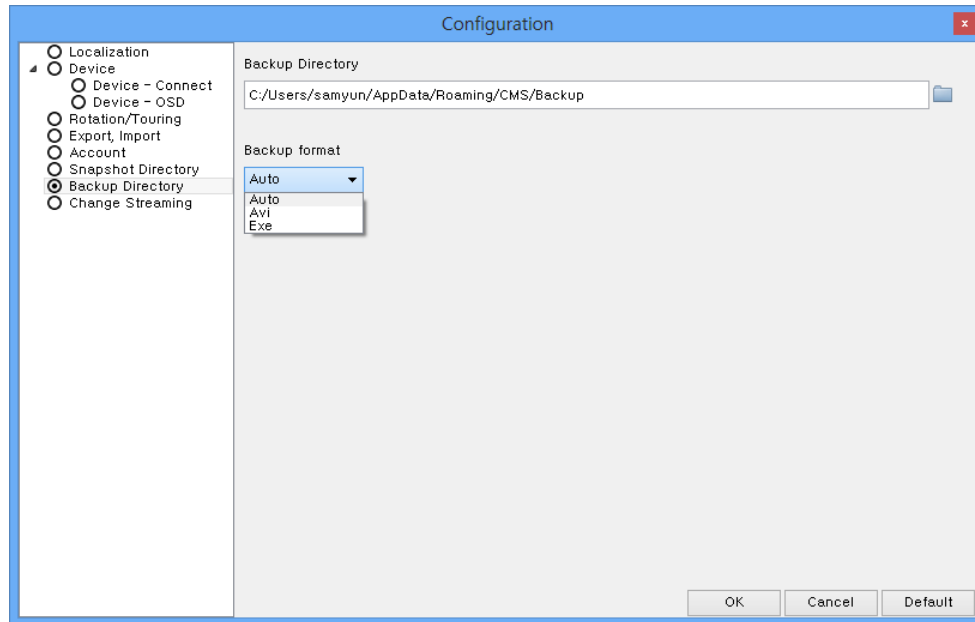 Configuration
x
Localization
Device
Device - Connect
Device - OSD
Rotation/Touring
Export, Import
Account
Snapshot Directory
Backup Directory
Change Streaming
Backup Directory
C:/Users/samyun/AppData/Roaming/CMS/Backup
Backup format
Auto
Auto
Avi
Exe
OK Cancel Default